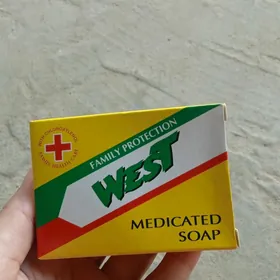 FAMILY PROTECTION
WEST
MEDICATED
SOAP